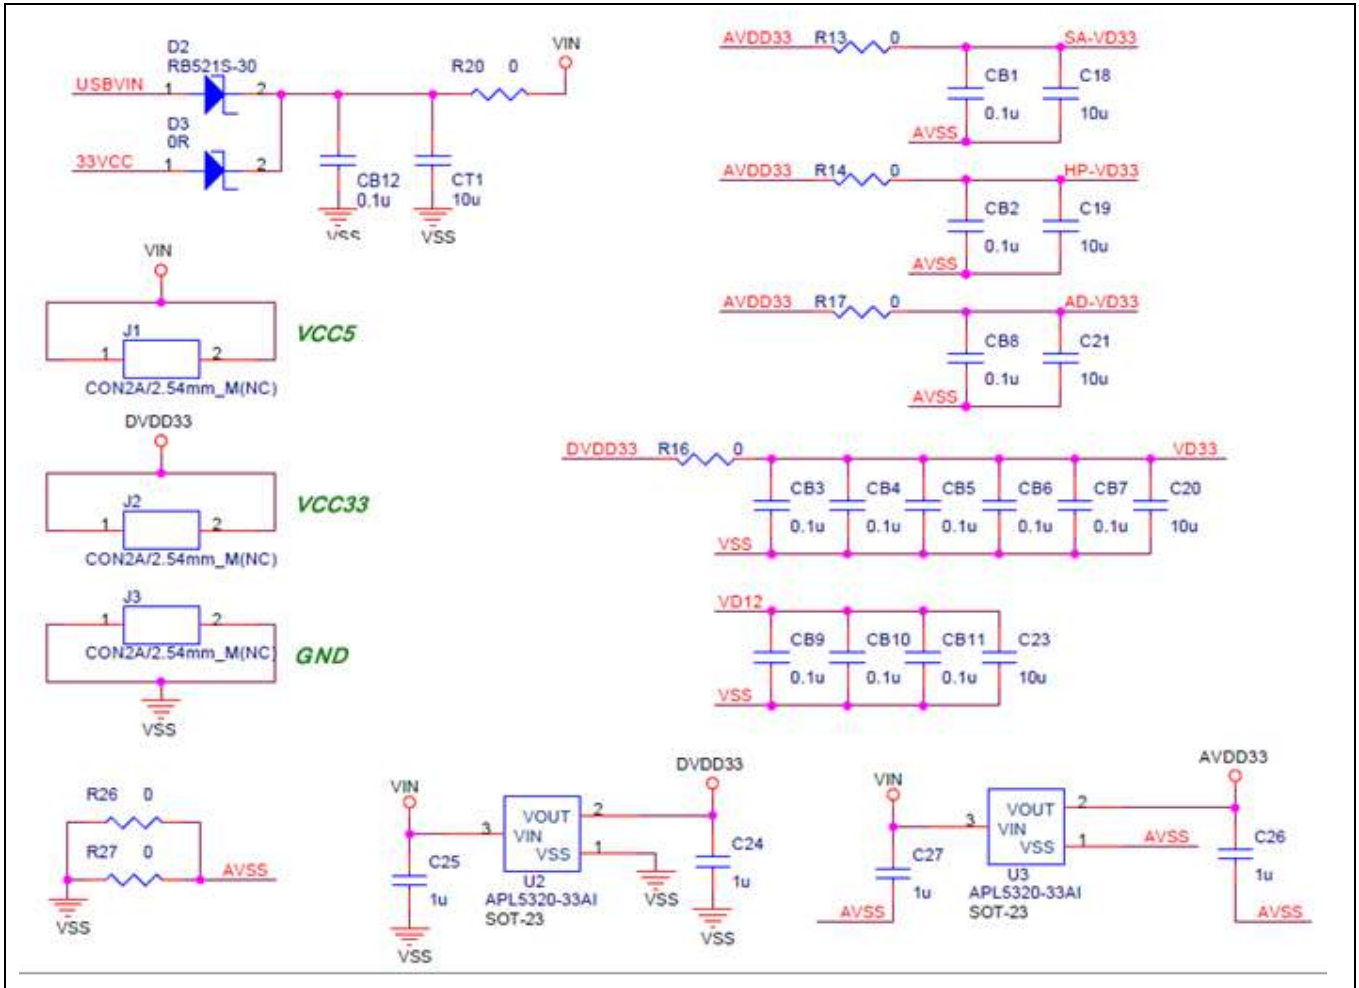 D2
RB521S-30
USBVIN 1 2
D3
0R
33VCC 1 2
R20 0
VIN
CB12
0.1u
VSS
CT1
10u
VSS
AVDD33 R13 0 SA-VD33
CB1 C18
0.1u 10u
AVSS
AVDD33 R14 0 HP-VD33
CB2 C19
0.1u 10u
AVSS
AVDD33 R17 0 AD-VD33
CB8 C21
0.1u 10u
AVSS
VIN
J1
1 2
CON2A/2.54mm_M(NC)
VCC5
DVDD33
J2
1 2
CON2A/2.54mm_M(NC)
VCC33
J3
1 2
CON2A/2.54mm_M(NC)
GND
VSS
DVDD33 R16 0 VD33
CB3 CB4 CB5 CB6 CB7 C20
0.1u 0.1u 0.1u 0.1u 0.1u 10u
VSS
VD12
CB9 CB10 CB11 C23
0.1u 0.1u 0.1u 10u
VSS
R26 0
R27 0
AVSS
VSS
VIN
C25
1u
VSS
3
VOUT 2
VIN
VSS 1
U2
APL5320-33AI
SOT-23
VSS
DVDD33
C24
1u
VSS
VIN
C27
1u
AVSS
3
VOUT 2
VIN
VSS 1
AVSS
U3
APL5320-33AI
SOT-23
AVDD33
C26
1u
AVSS